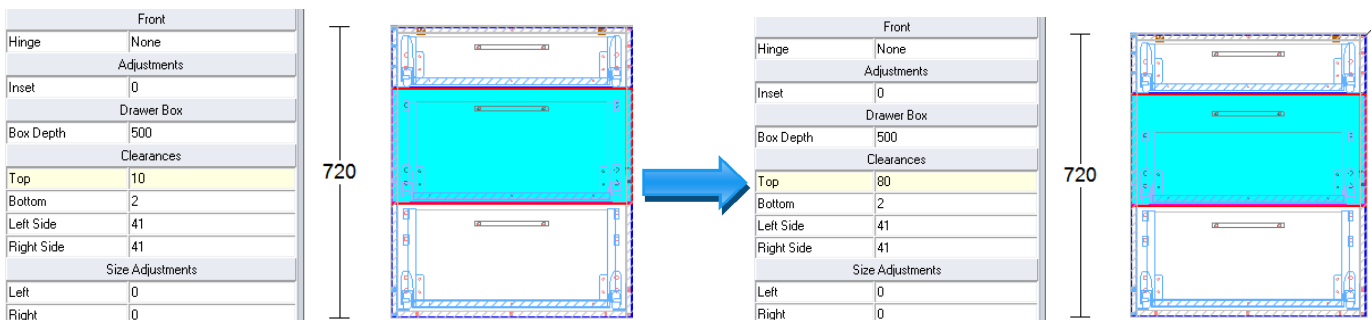 Front
Hinge None
Adjustments
Inset 0
Drawer Box
Box Depth 500
Clearances
Top 10
Bottom 2
Left Side 41
Right Side 41
Size Adjustments
Left 0
Right 0
720
Front
Hinge None
Adjustments
Inset 0
Drawer Box
Box Depth 500
Clearances
Top 80
Bottom 2
Left Side 41
Right Side 41
Size Adjustments
Left 0
Right 0
720